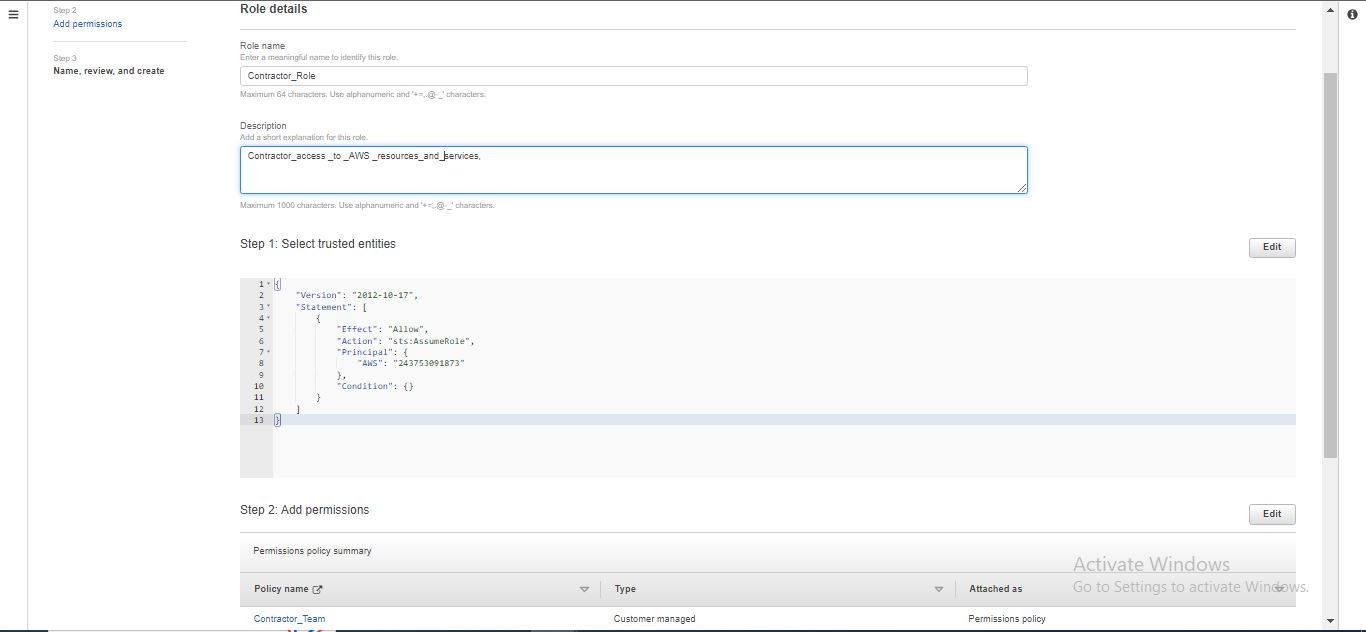 Step 2
Add permissions
Step 3
Name, review, and create
Role details
Role name
Enter a meaningful name to identify this role.
Contractor_Role
Maximum 64 characters. Use alphanumeric and '+=,.@-_' characters.
Description
Add a short explanation for this role.
Contractor_access _to _AWS _resources_and_services,
Maximum 1000 characters. Use alphanumeric and '+=,.@-_' characters.
Step 1: Select trusted entities
Edit
1 {
2 "Version": "2012-10-17",
3 "Statement": [
4 {
5 "Effect": "Allow",
6 "Action": "sts:AssumeRole",
7 "Principal": {
8 "AWS": "243753091873"
9 },
10 "Condition": {}
11 }
12 ]
13 }
Step 2: Add permissions
Edit
Permissions policy summary
Policy name Type Attached as
Contractor_Team Customer managed Permissions policy
Activate Windows
Go to Settings to activate Windows.